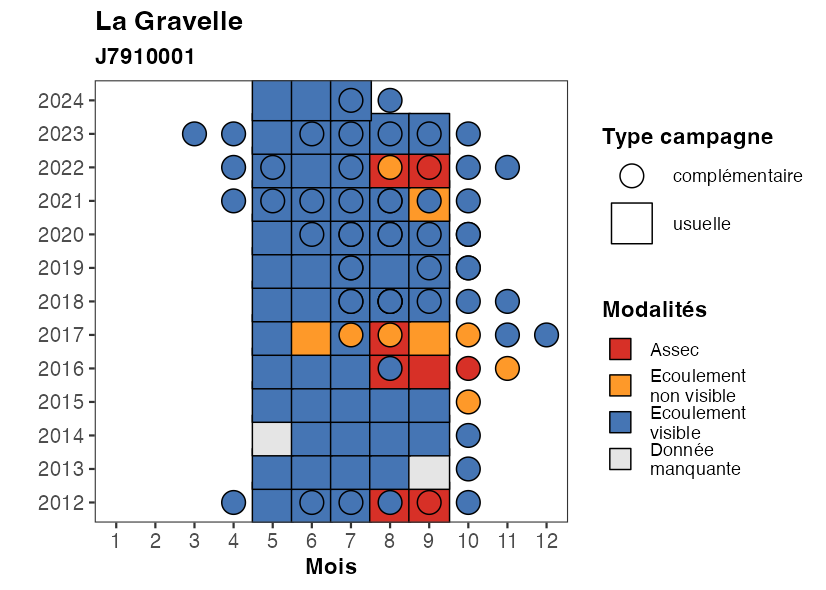 La Gravelle
J7910001
2024
2023
2022
2021
2020
2019
2018
2017
2016
2015
2014
2013
2012
1 2 3 4 5 6 7 8 9 10 11 12
Mois
Type campagne
complémentaire
usuelle
Modalités
Assec
Ecoulement
non visible
Ecoulement
visible
Donnée
manquante